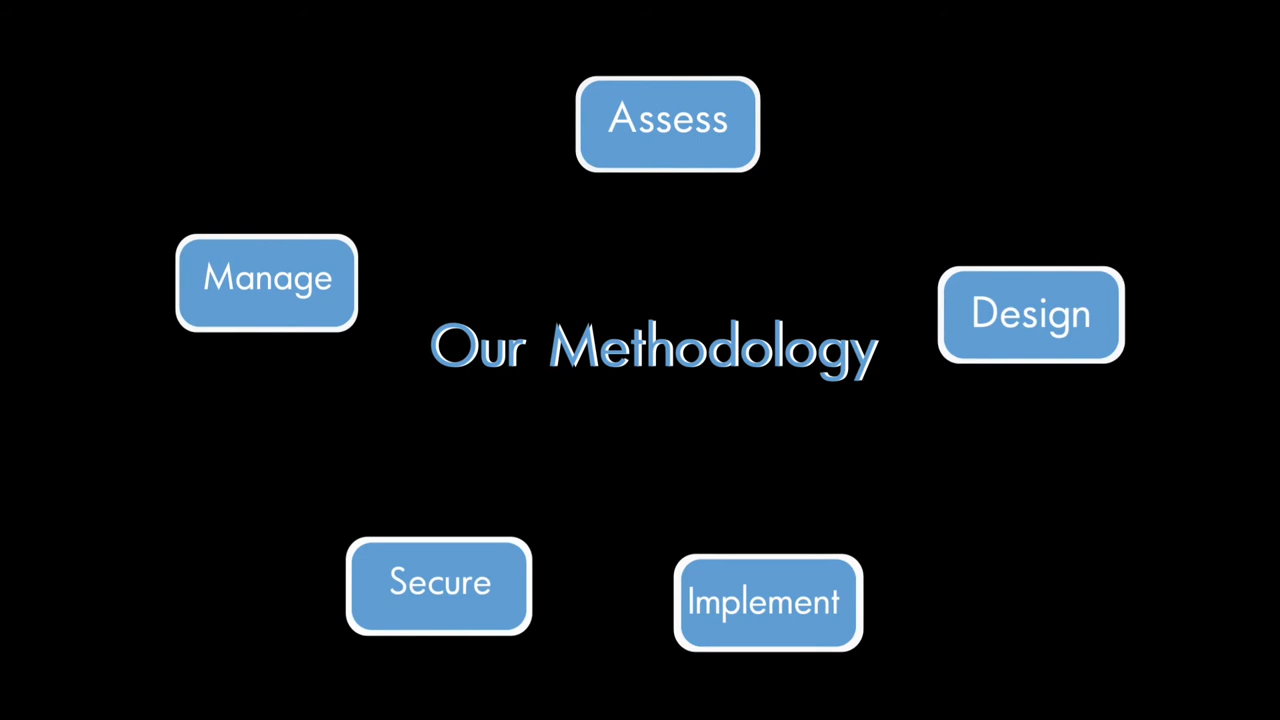 Assess
Manage
Design
Our Methodology
Secure
Implement